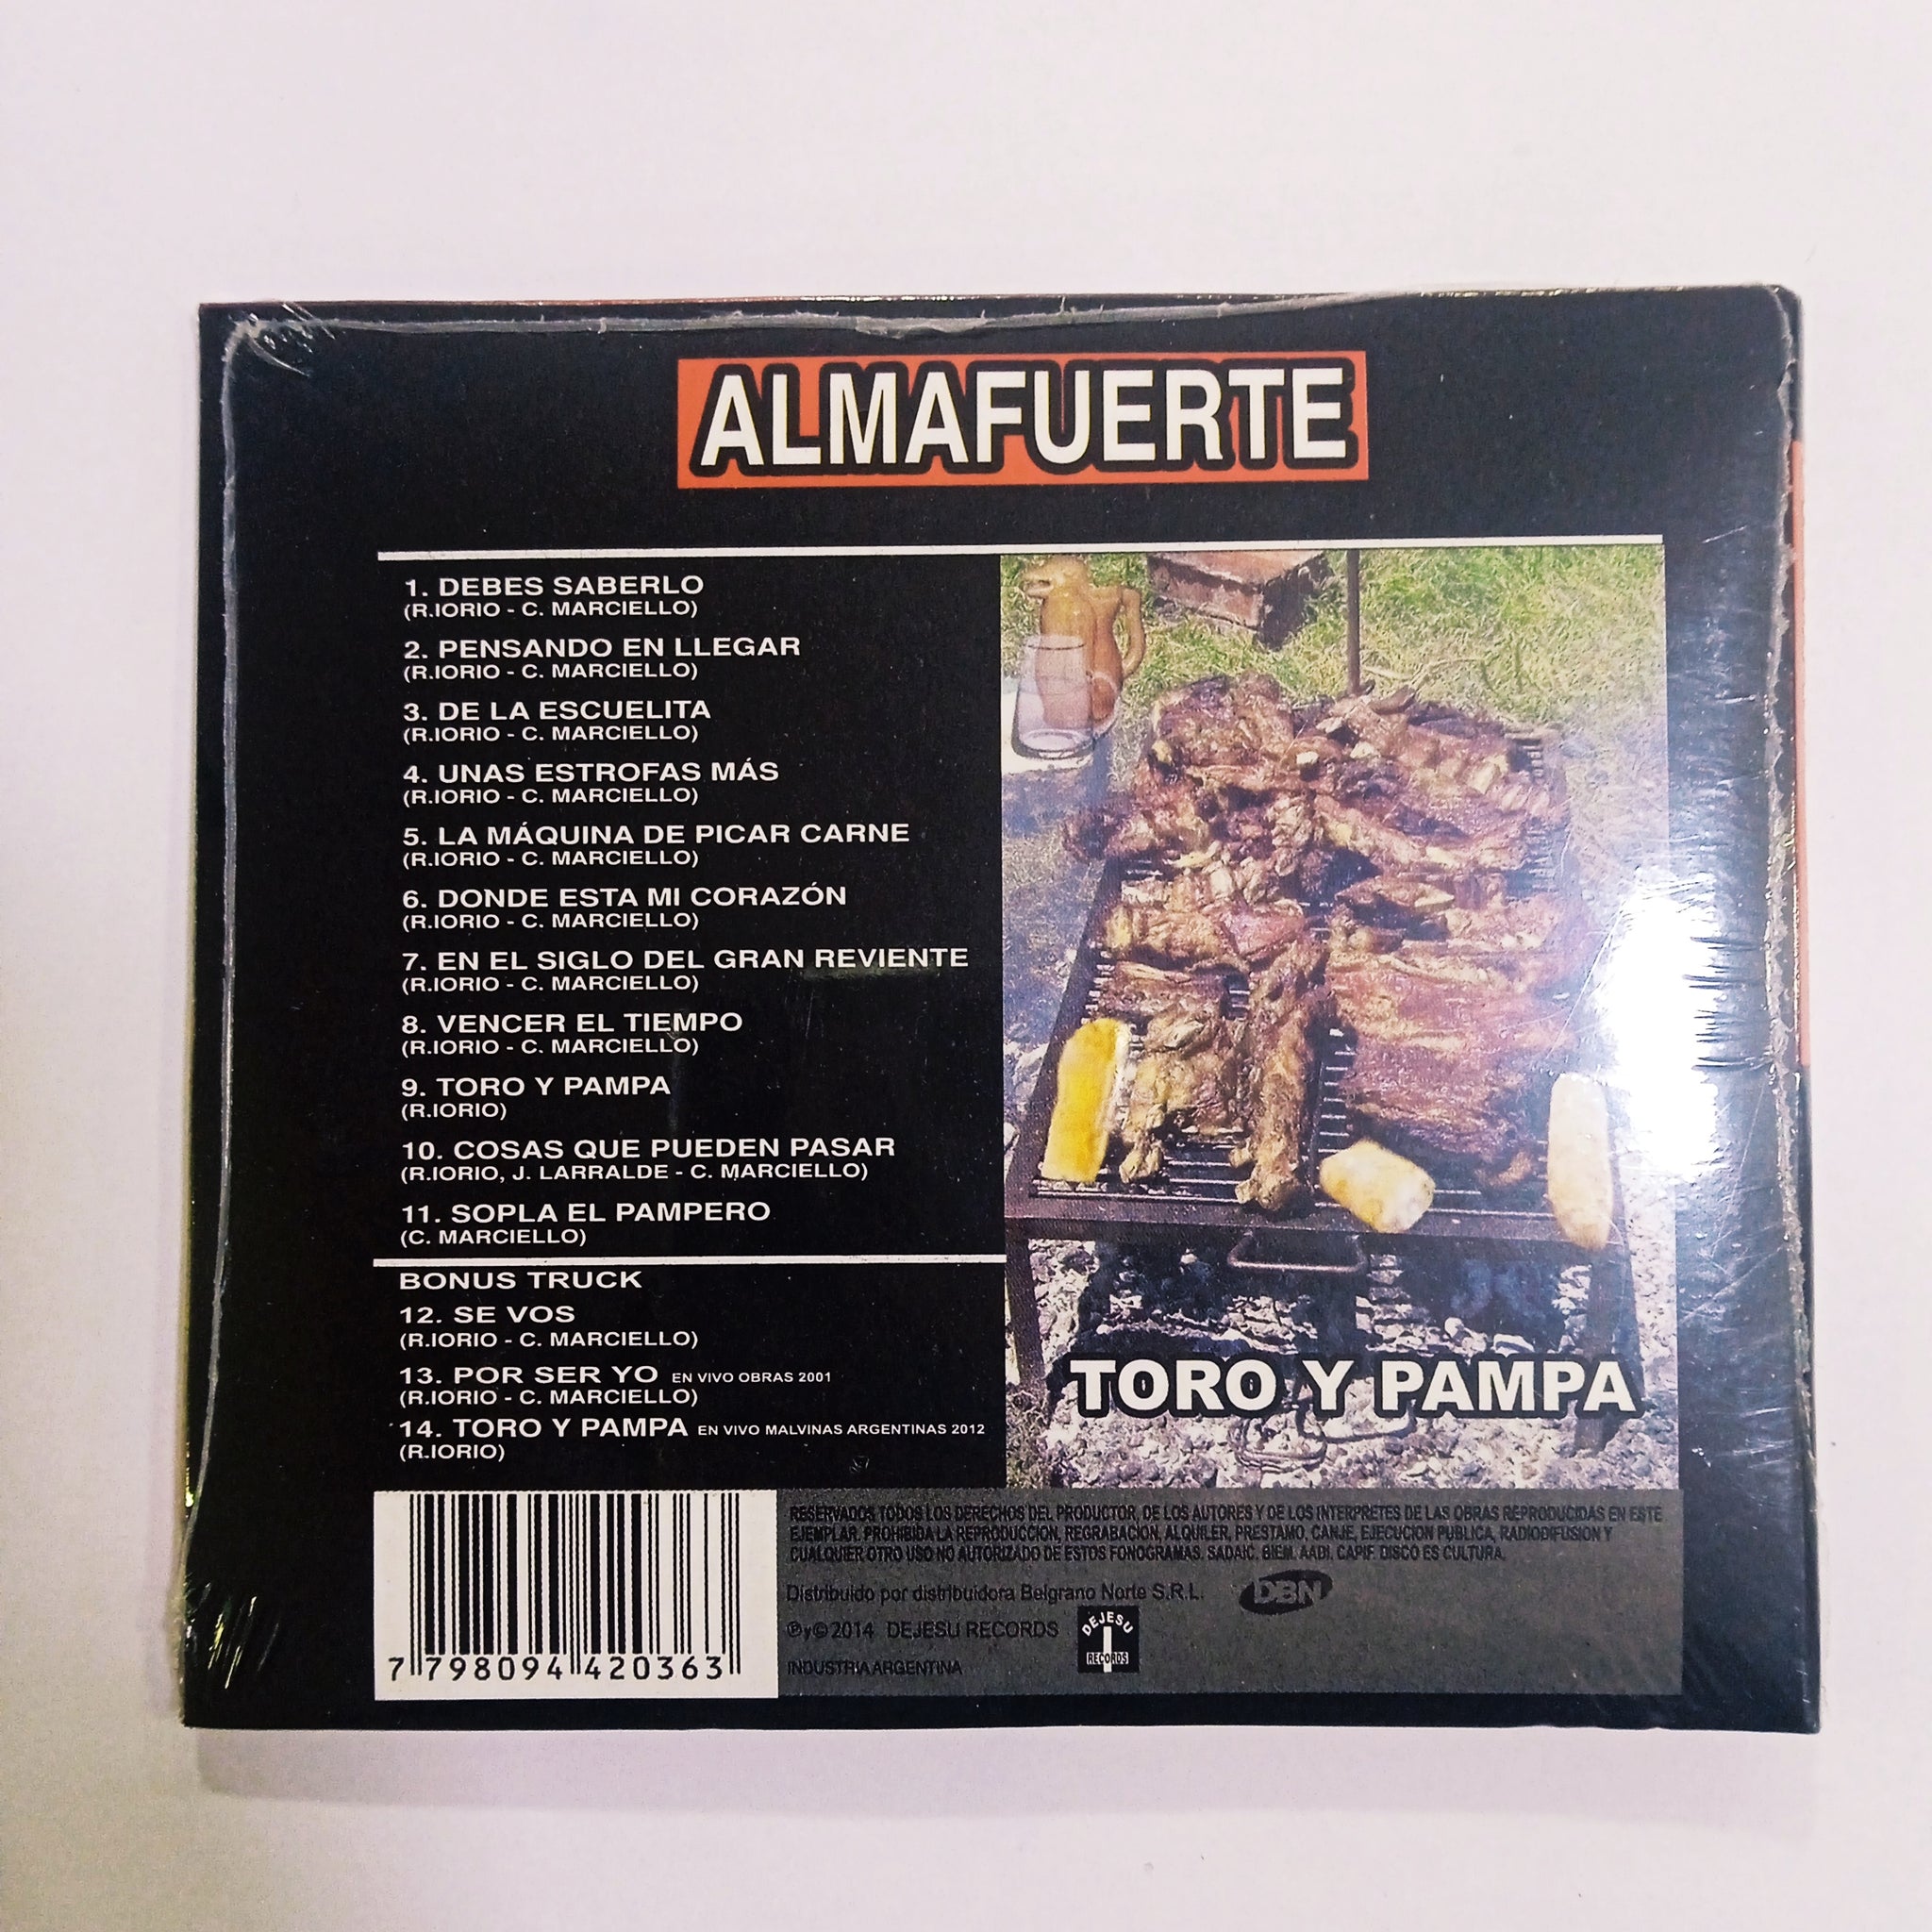 ALMAFUERTE
1. DEBES SABERLO
(R.IORIO - C. MARCIELLO)
2. PENSANDO EN LLEGAR
(R.IORIO - C. MARCIELLO)
3. DE LA ESCUELITA
(R.IORIO - C. MARCIELLO)
4. UNAS ESTROFAS MÁS
(R.IORIO - C. MARCIELLO)
5. LA MÁQUINA DE PICAR CARNE
(R.IORIO - C. MARCIELLO)
6. DONDE ESTA MI CORAZÓN
(R.IORIO - C. MARCIELLO)
7. EN EL SIGLO DEL GRAN REVIENTE
(R.IORIO - C. MARCIELLO)
8. VENCER EL TIEMPO
(R.IORIO - C. MARCIELLO)
9. TORO Y PAMPA
(R.IORIO)
10. COSAS QUE PUEDEN PASAR
(R.IORIO, J. LARRALDE - C. MARCIELLO)
11. SOPLA EL PAMPERO
(C. MARCIELLO)
BONUS TRUCK
12. SE VOS
(R.IORIO - C. MARCIELLO)
13. POR SER YO EN VIVO OBRAS 2001
(R.IORIO - C. MARCIELLO)
14. TORO Y PAMPA EN VIVO MALVINAS ARGENTINAS 2012
(R.IORIO)
TORO Y PAMPA
7 798094 420363
RESERVADOS TODOS LOS DERECHOS DEL PRODUCTOR, DE LOS AUTORES Y DE LOS INTERPRETES DE LAS OBRAS REPRODUCIDAS EN ESTE
EJEMPLAR. PROHIBIDA LA REPRODUCCION, REGRABACION, ALQUILER, PRESTAMO, CANJE, EJECUCION PUBLICA, RADIODIFUSION Y
CUALQUIER OTRO USO NO AUTORIZADO DE ESTOS FONOGRAMAS. SADAIC. BIEM. AADI. CAPIF. DISCO ES CULTURA.
Distribuido por distribuidora Belgrano Norte S.R.L. DBN
℗y© 2014 DEJESU RECORDS
DEJESU
RECORDS
INDUSTRIA ARGENTINA